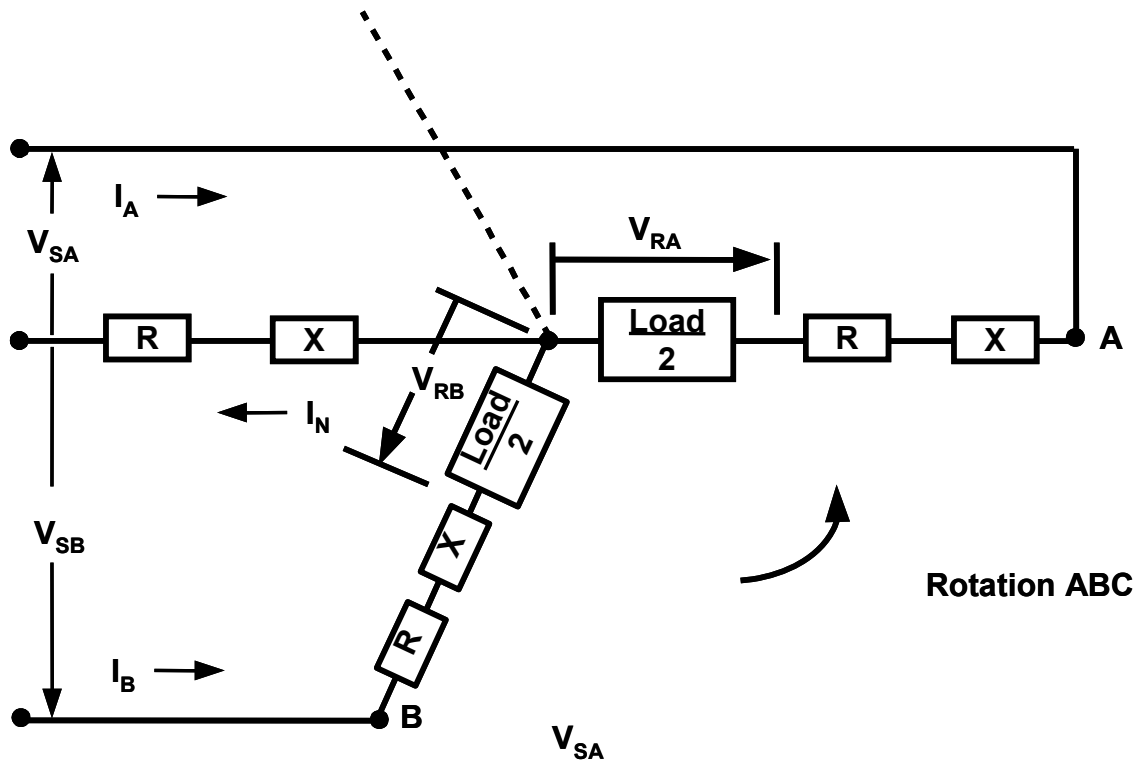 I_A
V_SA
V_RA
R
X
Load
2
R
X
A
V_RB
I_N
Load
2
X
V_SB
Rotation ABC
R
I_B
B
V_SA